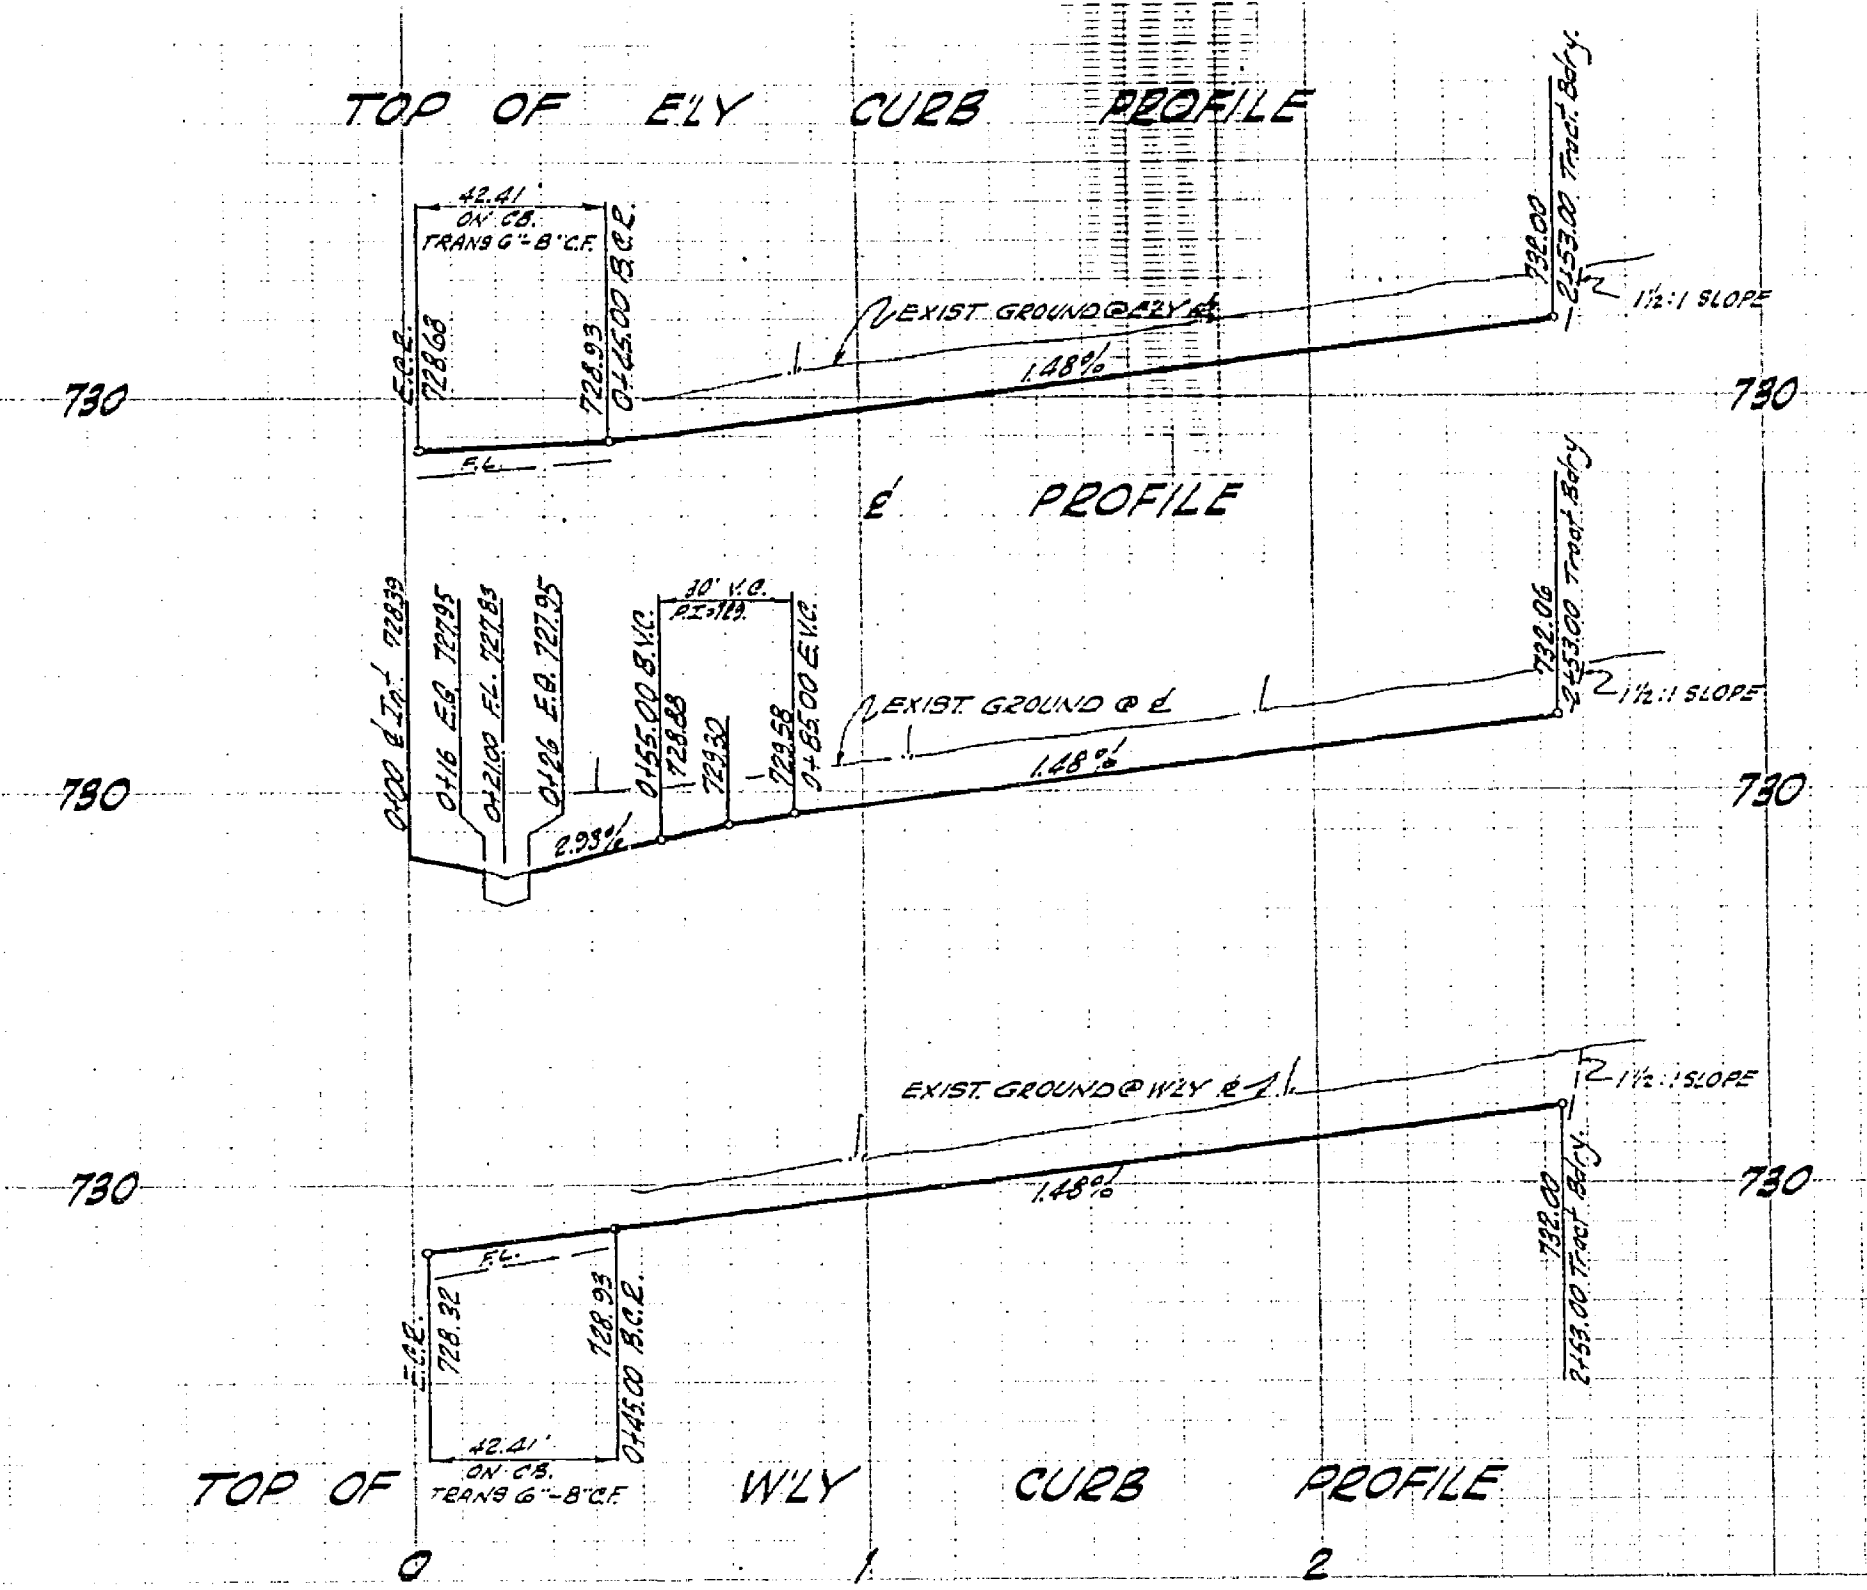 TOP OF E'LY CURB PROFILE
42.41
ON CB.
TRANS 6"-8" C.F.
E.C.R.
728.68
728.93
0+45.00 B.C.R.
EXIST. GROUND @ E'LY ℄
1.48%
732.00
2+53.00 Tract Bdry.
1½:1 SLOPE
730
730
F.L.
℄ PROFILE
0+00 ℄ Int. 728.39
0+16 E.G. 727.95
0+21.00 F.L. 727.83
0+26 E.G. 727.95
30' V.C.
0+55.00 B.V.C.
728.88
729.30
729.58
0+85.00 E.V.C.
2.93%
EXIST. GROUND @ ℄
1.48%
732.06
2+53.00 Tract Bdry
1½:1 SLOPE
730
730
EXIST. GROUND @ W'LY ℄
1½:1 SLOPE
1.48%
730
730
F.L.
E.C.R.
728.32
728.93
0+45.00 B.C.R.
732.00
2+53.00 Tract Bdry.
42.41'
ON CB.
TRANS 6"-8" C.F.
TOP OF W'LY CURB PROFILE
0 1 2